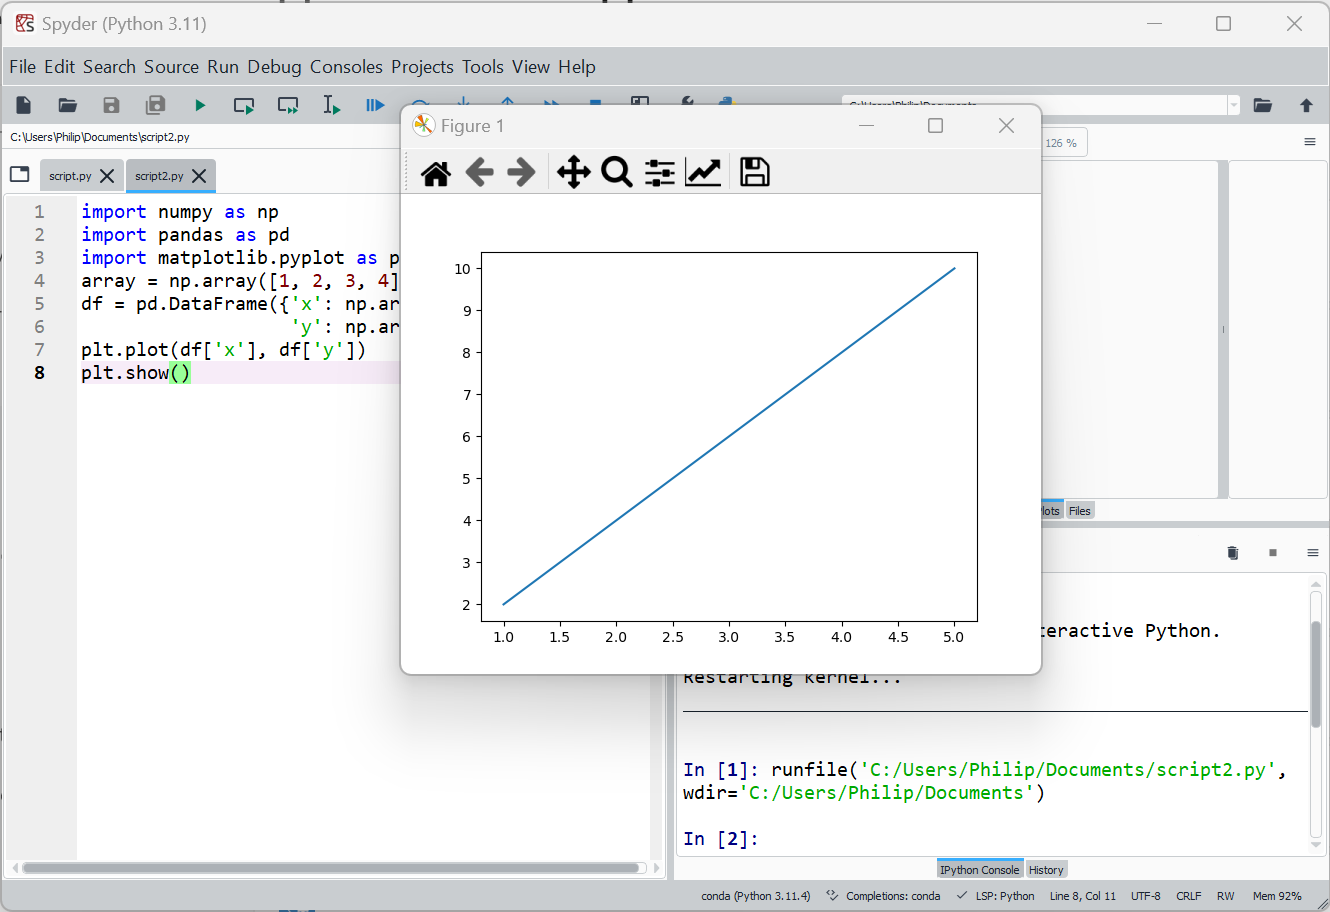 Spyder (Python 3.11)
File Edit Search Source Run Debug Consoles Projects Tools View Help
C:\Users\Philip\Documents
C:\Users\Philip\Documents\script2.py
script.py
script2.py
1 import numpy as np
2 import pandas as pd
3 import matplotlib.pyplot as p
4 array = np.array([1, 2, 3, 4]
5 df = pd.DataFrame({'x': np.ar
6 'y': np.ar
7 plt.plot(df['x'], df['y'])
8 plt.show()
Figure 1
10
9
8
7
6
5
4
3
2
1.0 1.5 2.0 2.5 3.0 3.5 4.0 4.5 5.0
126 %
lots Files
teractive Python.
Restarting kernel...
In [1]: runfile('C:/Users/Philip/Documents/script2.py',
wdir='C:/Users/Philip/Documents')
In [2]:
IPython Console History
conda (Python 3.11.4) Completions: conda LSP: Python Line 8, Col 11 UTF-8 CRLF RW Mem 92%